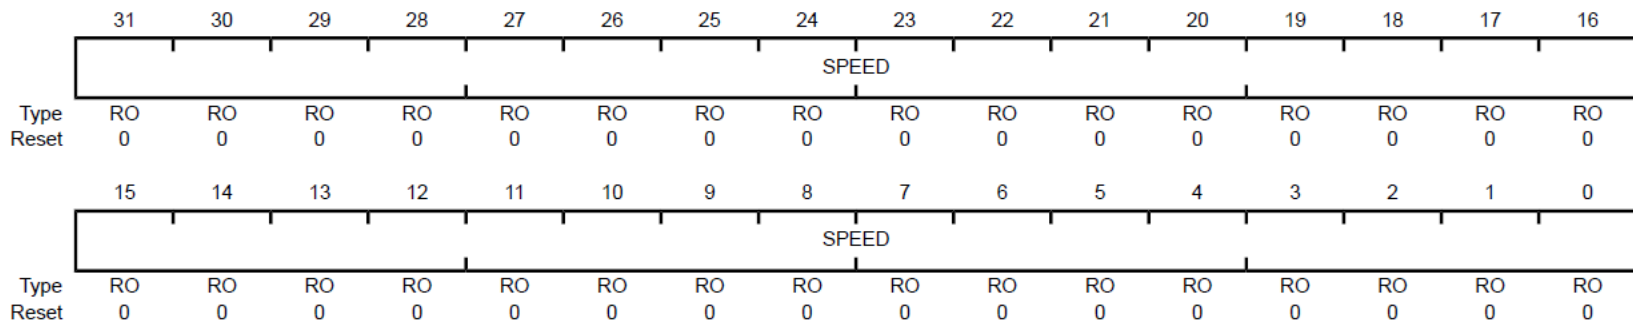 31 30 29 28 27 26 25 24 23 22 21 20 19 18 17 16
SPEED
Type RO RO RO RO RO RO RO RO RO RO RO RO RO RO RO RO
Reset 0 0 0 0 0 0 0 0 0 0 0 0 0 0 0 0
15 14 13 12 11 10 9 8 7 6 5 4 3 2 1 0
SPEED
Type RO RO RO RO RO RO RO RO RO RO RO RO RO RO RO RO
Reset 0 0 0 0 0 0 0 0 0 0 0 0 0 0 0 0